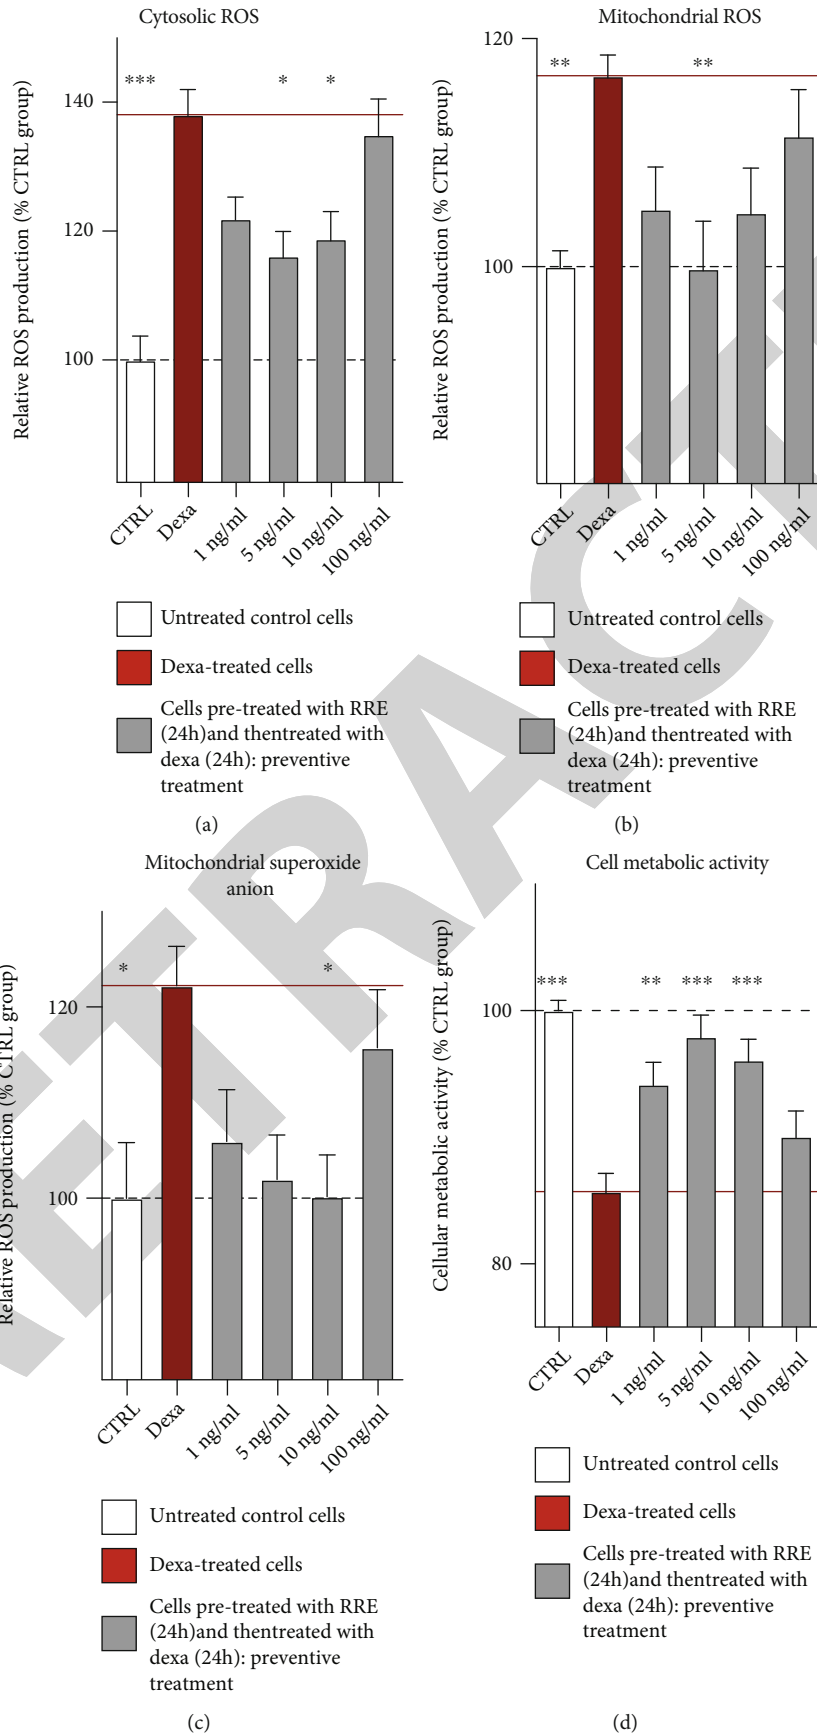 Cytosolic ROS
Relative ROS production (% CTRL group)
140
120
100
***
*
*
CTRL
Dexa
1 ng/ml
5 ng/ml
10 ng/ml
100 ng/ml
Untreated control cells
Dexa-treated cells
Cells pre-treated with RRE
(24h)and thentreated with
dexa (24h): preventive
treatment
(a)
Mitochondrial ROS
Relative ROS production (% CTRL group)
120
100
**
**
CTRL
Dexa
1 ng/ml
5 ng/ml
10 ng/ml
100 ng/ml
Untreated control cells
Dexa-treated cells
Cells pre-treated with RRE
(24h)and thentreated with
dexa (24h): preventive
treatment
(b)
Mitochondrial superoxide
anion
Relative ROS production (% CTRL group)
120
100
*
*
CTRL
Dexa
1 ng/ml
5 ng/ml
10 ng/ml
100 ng/ml
Untreated control cells
Dexa-treated cells
Cells pre-treated with RRE
(24h)and thentreated with
dexa (24h): preventive
treatment
(c)
Cell metabolic activity
Cellular metabolic activity (% CTRL group)
100
80
***
**
***
***
CTRL
Dexa
1 ng/ml
5 ng/ml
10 ng/ml
100 ng/ml
Untreated control cells
Dexa-treated cells
Cells pre-treated with RRE
(24h)and thentreated with
dexa (24h): preventive
treatment
(d)
RETRACT